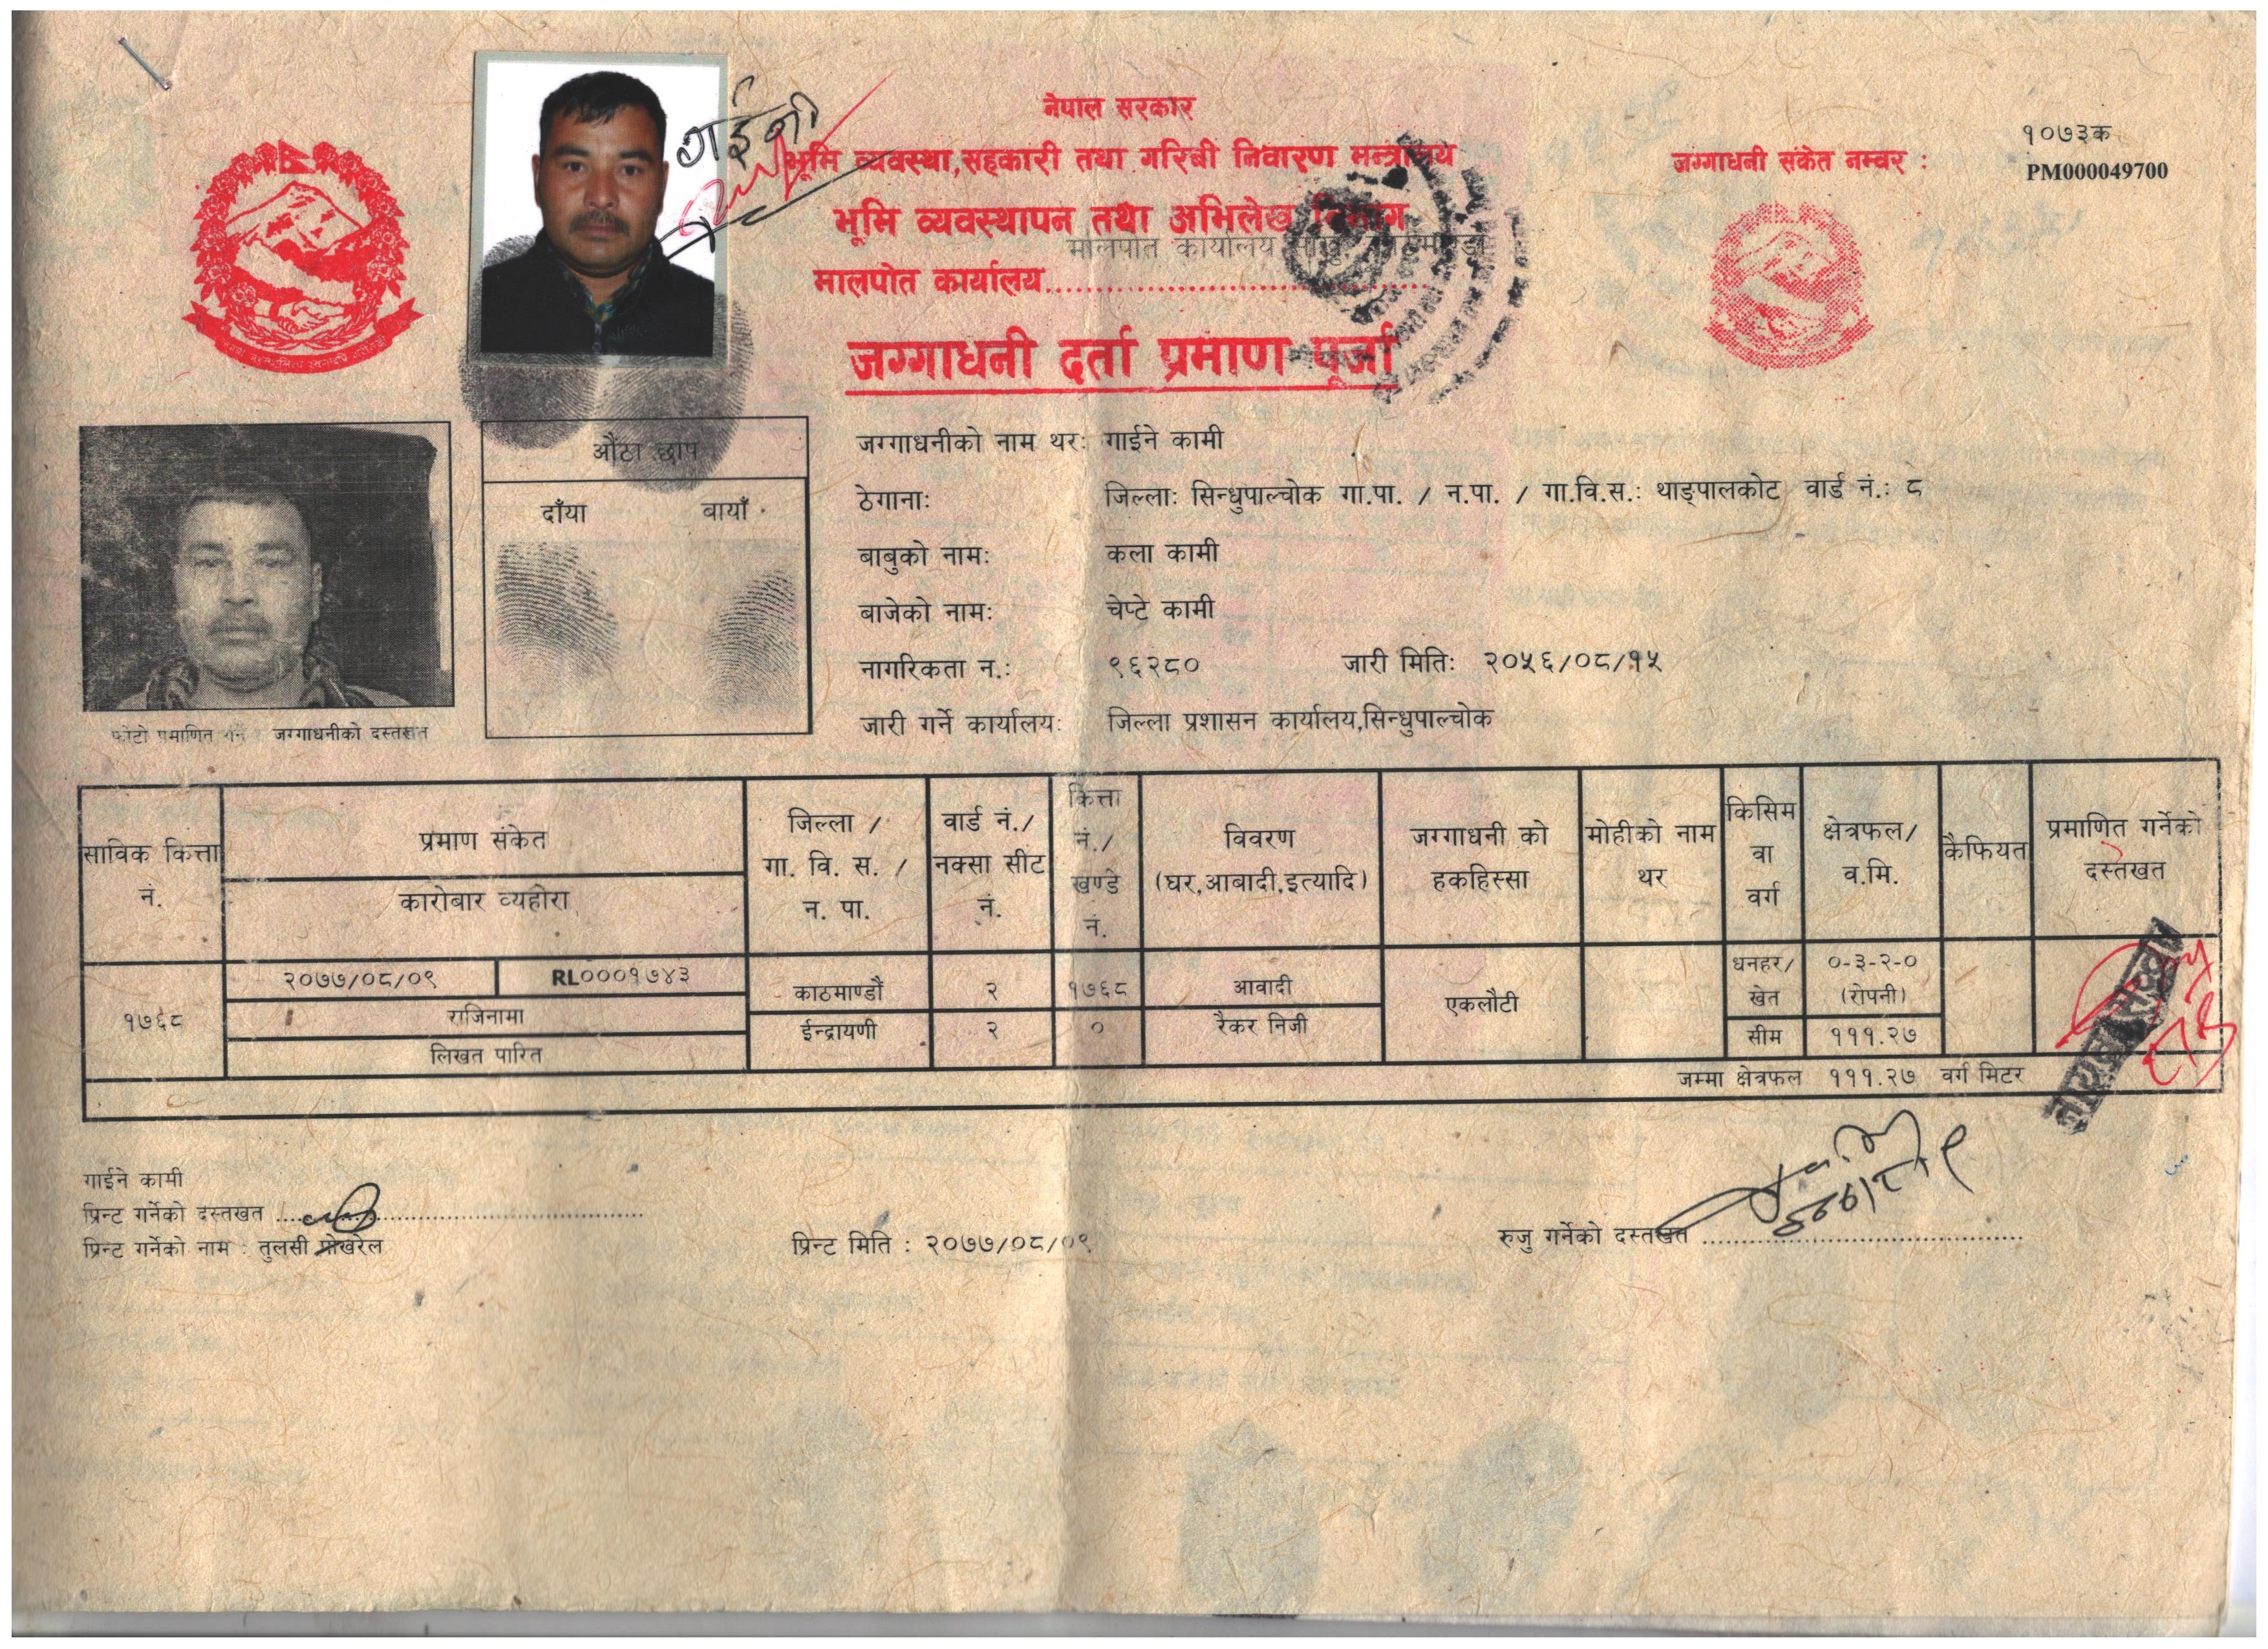 नेपाल सरकार
भूमि व्यवस्था,सहकारी तथा गरिबी निवारण मन्त्रालय
भूमि व्यवस्थापन तथा अभिलेख विभाग
मालपोत कार्यालय
मालपोत कार्यालय
जग्गाधनी दर्ता प्रमाण पूर्जा
१०७३क
जग्गाधनी संकेत नम्वर :
PM000049700
गाईने
औंठा छाप
दाँया बायाँ
फोटो प्रमाणित गर्ने जग्गाधनीको दस्तखत
जग्गाधनीको नाम थर: गाईने कामी
ठेगाना: जिल्ला: सिन्धुपाल्चोक गा.पा. / न.पा. / गा.वि.स.: थाङ्पालकोट वार्ड नं.: ८
बाबुको नाम: कला कामी
बाजेको नाम: चेप्टे कामी
नागरिकता न.: ९६२८० जारी मिति: २०५६/०८/१५
जारी गर्ने कार्यालय: जिल्ला प्रशासन कार्यालय,सिन्धुपाल्चोक
साविक कित्ता नं.
प्रमाण संकेत
कारोबार व्यहोरा
जिल्ला / गा. वि. स. / न. पा.
वार्ड नं./ नक्सा सीट नं.
कित्ता नं./ खण्डे नं.
विवरण (घर,आबादी,इत्यादि)
जग्गाधनी को हकहिस्सा
मोहीको नाम थर
किसिम वा वर्ग
क्षेत्रफल/ व.मि.
कैफियत
प्रमाणित गर्नेको दस्तखत
१७६८
२०७७/०८/०९ RL०००१७४३
राजिनामा
लिखत पारित
काठमाण्डौं २ १७६८ आवादी
ईन्द्रायणी २ ० रैकर निजी
एकलौटी
धनहर/ खेत
०-३-२-० (रोपनी)
सीम १११.२७
जम्मा क्षेत्रफल १११.२७ वर्ग मिटर
गाईने कामी
प्रिन्ट गर्नेको दस्तखत
प्रिन्ट गर्नेको नाम : तुलसी पोखरेल
प्रिन्ट मिति : २०७७/०८/०९
रुजु गर्नेको दस्तखत